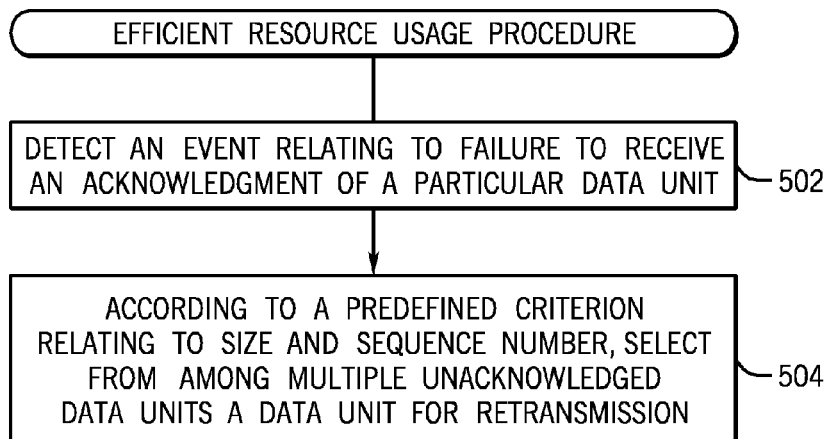 EFFICIENT RESOURCE USAGE PROCEDURE
DETECT AN EVENT RELATING TO FAILURE TO RECEIVE
AN ACKNOWLEDGMENT OF A PARTICULAR DATA UNIT
502
ACCORDING TO A PREDEFINED CRITERION
RELATING TO SIZE AND SEQUENCE NUMBER, SELECT
FROM AMONG MULTIPLE UNACKNOWLEDGED
DATA UNITS A DATA UNIT FOR RETRANSMISSION
504